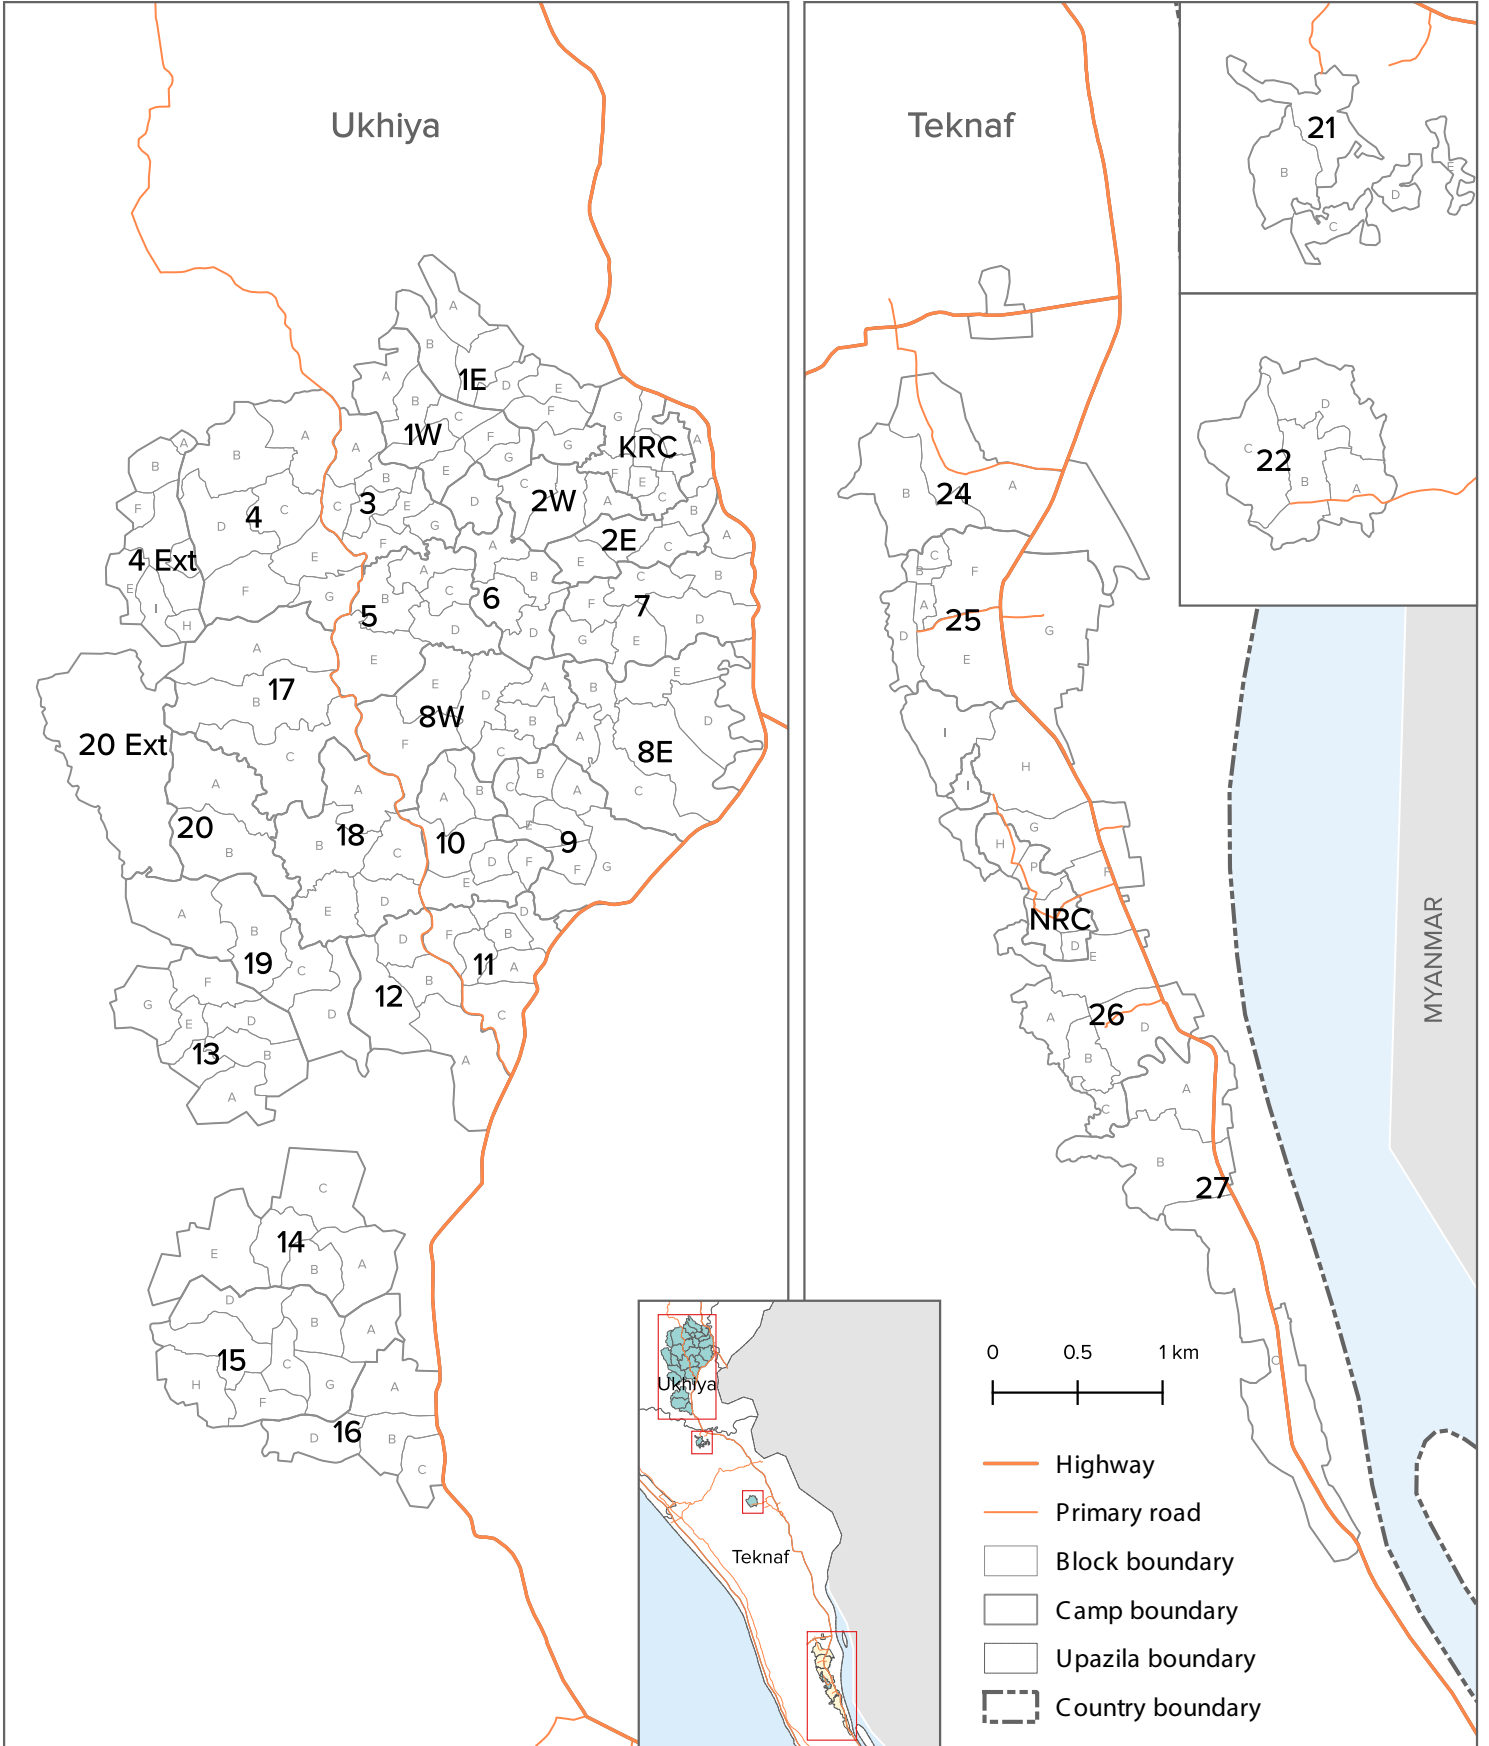 Ukhiya
Teknaf
21
B
E
D
C
A
B
1E
D
E
A
B
C
F
G
1W
KRC
A
F
G
E
A
B
A
A
B
F
4
D
C
E
F
G
4 Ext
E
I
H
A
B
3
C
E
G
F
D
C
2W
A
F
E
C
B
2E
C
E
A
A
B
5
C
D
E
6
B
D
C
B
F
7
D
G
E
A
17
B
C
20 Ext
E
D
A
B
8W
F
C
B
E
D
A
8E
C
A
20
B
A
18
B
C
E
D
A
B
10
C
B
A
E
9
D
F
F
G
E
A
B
19
C
D
D
12
B
A
F
D
B
11
A
C
F
G
E
D
13
B
A
C
14
E
B
A
D
B
A
15
C
H
F
G
A
16
D
B
C
D
C
22
B
A
24
B
A
C
B
F
A
25
D
E
G
I
H
I
G
H
P
F
NRC
D
E
A
26
D
B
C
A
B
27
C
MYANMAR
Ukhiya
Teknaf
0 0.5 1 km
Highway
Primary road
Block boundary
Camp boundary
Upazila boundary
Country boundary